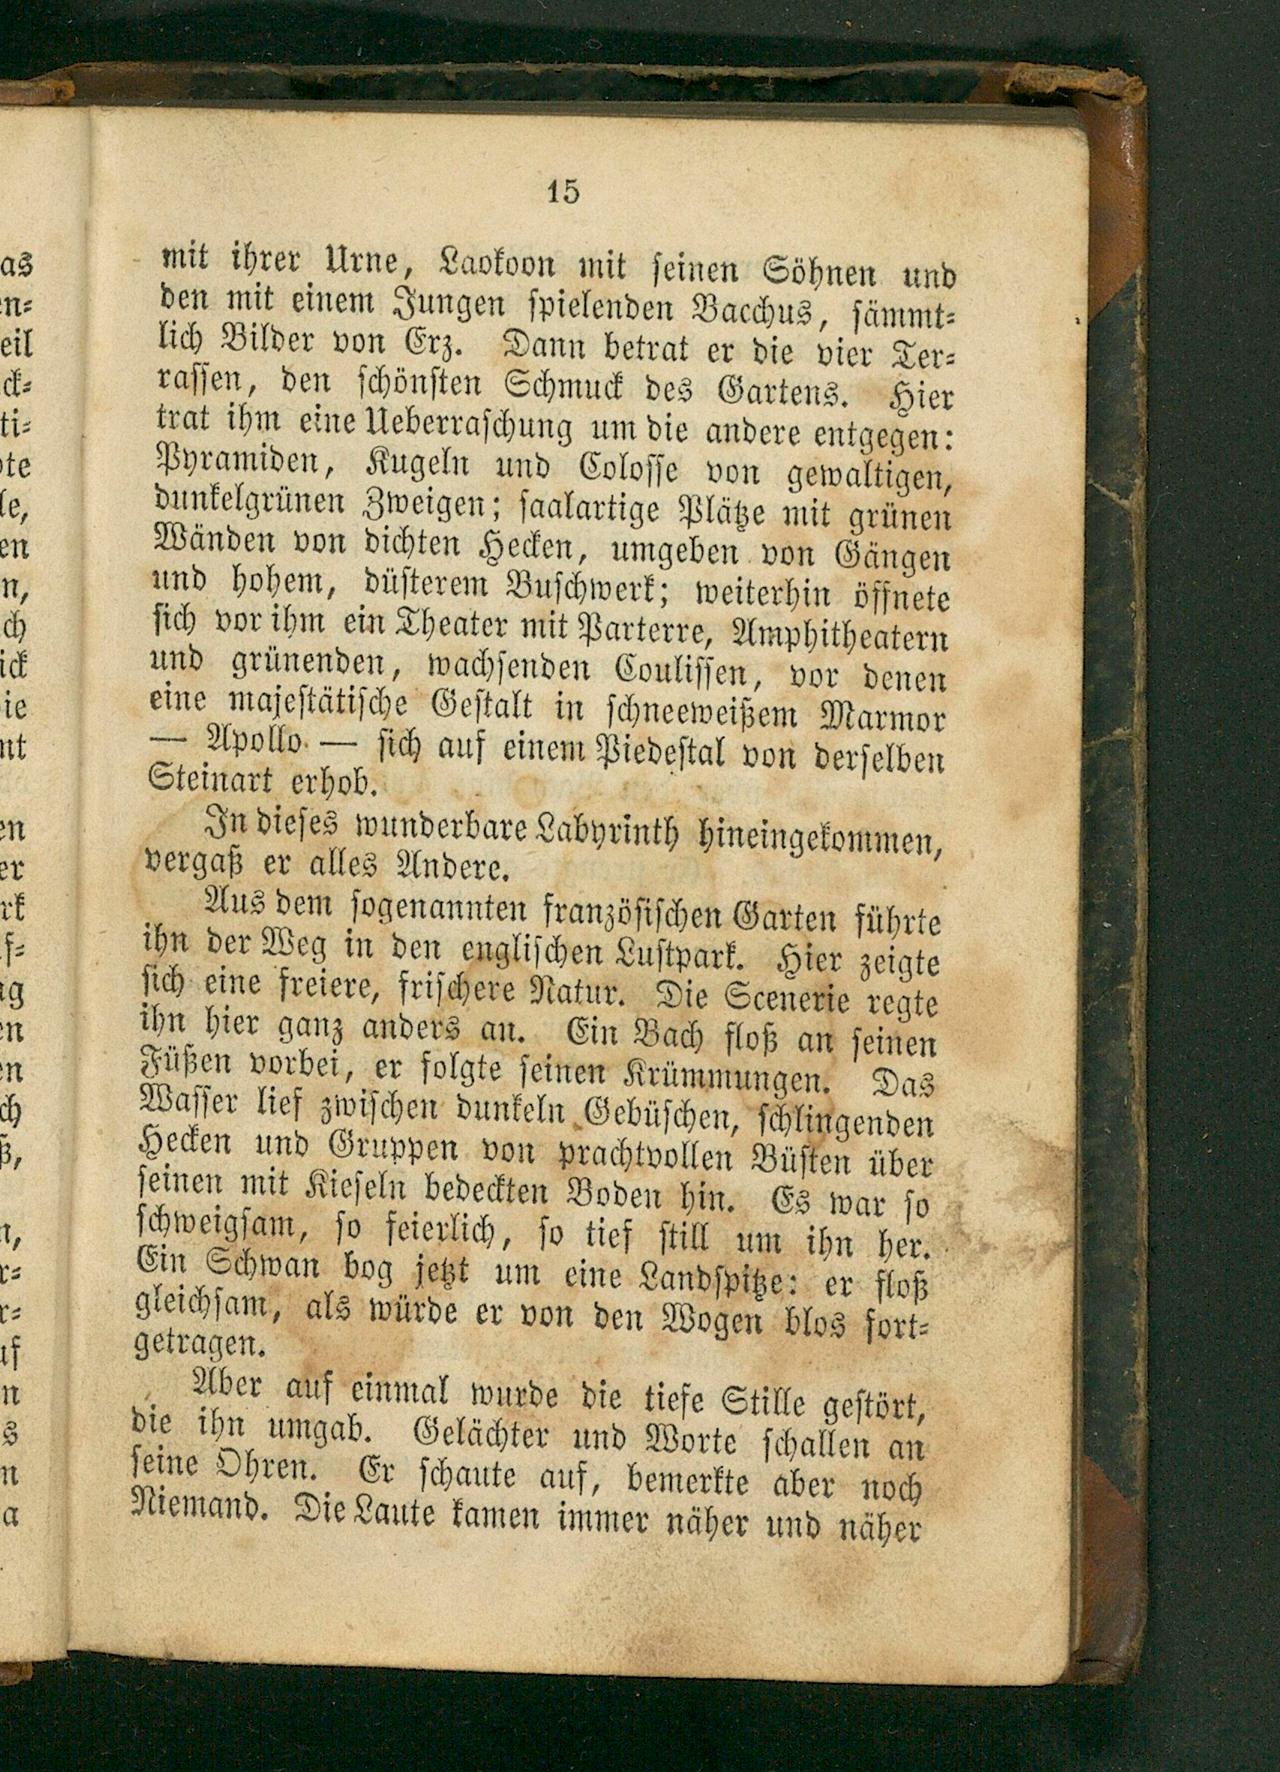 15
mit ihrer Urne, Laokoon mit seinen Söhnen und
den mit einem Jungen spielenden Bacchus, sämmt-
lich Bilder von Erz. Dann betrat er die vier Ter-
rassen, den schönsten Schmuck des Gartens. Hier
trat ihm eine Ueberraschung um die andere entgegen:
Pyramiden, Kugeln und Colosse von gewaltigen,
dunkelgrünen Zweigen; saalartige Plätze mit grünen
Wänden von dichten Hecken, umgeben von Gängen
und hohem, düsterem Buschwerk; weiterhin öffnete
sich vor ihm ein Theater mit Parterre, Amphitheatern
und grünenden, wachsenden Coulissen, vor denen
eine majestätische Gestalt in schneeweißem Marmor
— Apollo — sich auf einem Piedestal von derselben
Steinart erhob.
In dieses wunderbare Labyrinth hineingekommen,
vergaß er alles Andere.
Aus dem sogenannten französischen Garten führte
ihn der Weg in den englischen Lustpark. Hier zeigte
sich eine freiere, frischere Natur. Die Scenerie regte
ihn hier ganz anders an. Ein Bach floß an seinen
Füßen vorbei, er folgte seinen Krümmungen. Das
Wasser lief zwischen dunkeln Gebüschen, schlingenden
Hecken und Gruppen von prachtvollen Büsten über
seinen mit Kieseln bedeckten Boden hin. Es war so
schweigsam, so feierlich, so tief still um ihn her.
Ein Schwan bog jetzt um eine Landspitze: er floß
gleichsam, als würde er von den Wogen blos fort-
getragen.
Aber auf einmal wurde die tiefe Stille gestört,
die ihn umgab. Gelächter und Worte schallen an
seine Ohren. Er schaute auf, bemerkte aber noch
Niemand. Die Laute kamen immer näher und näher